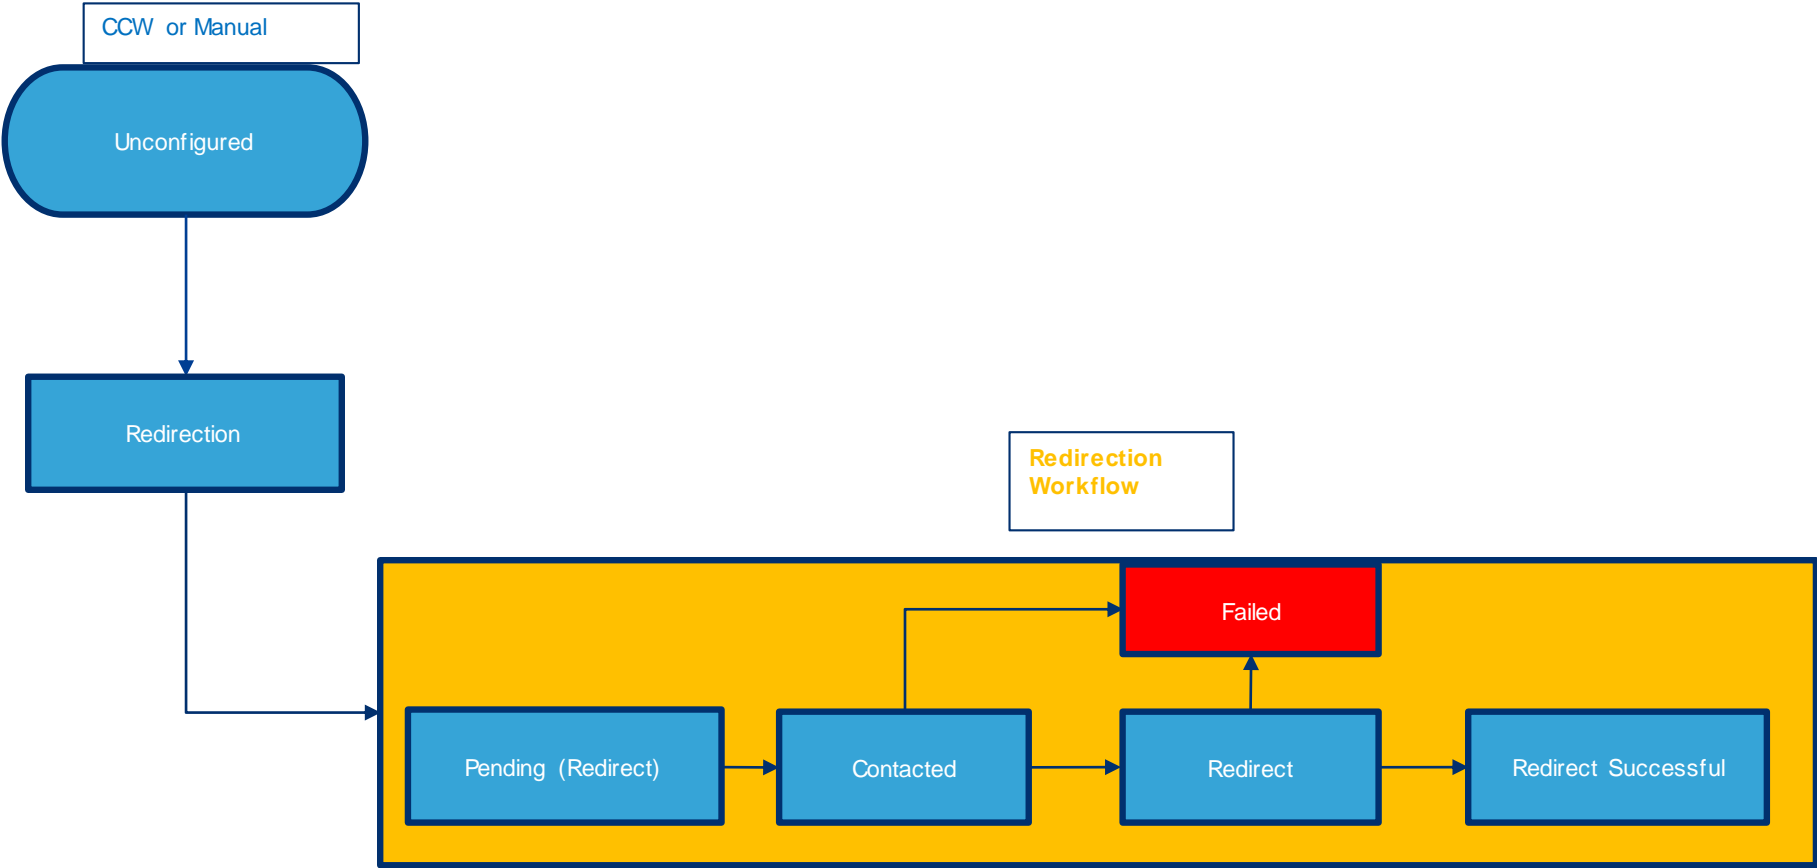 CCW or Manual
Unconfigured
Redirection
Redirection
Workflow
Failed
Pending (Redirect)
Contacted
Redirect
Redirect Successful